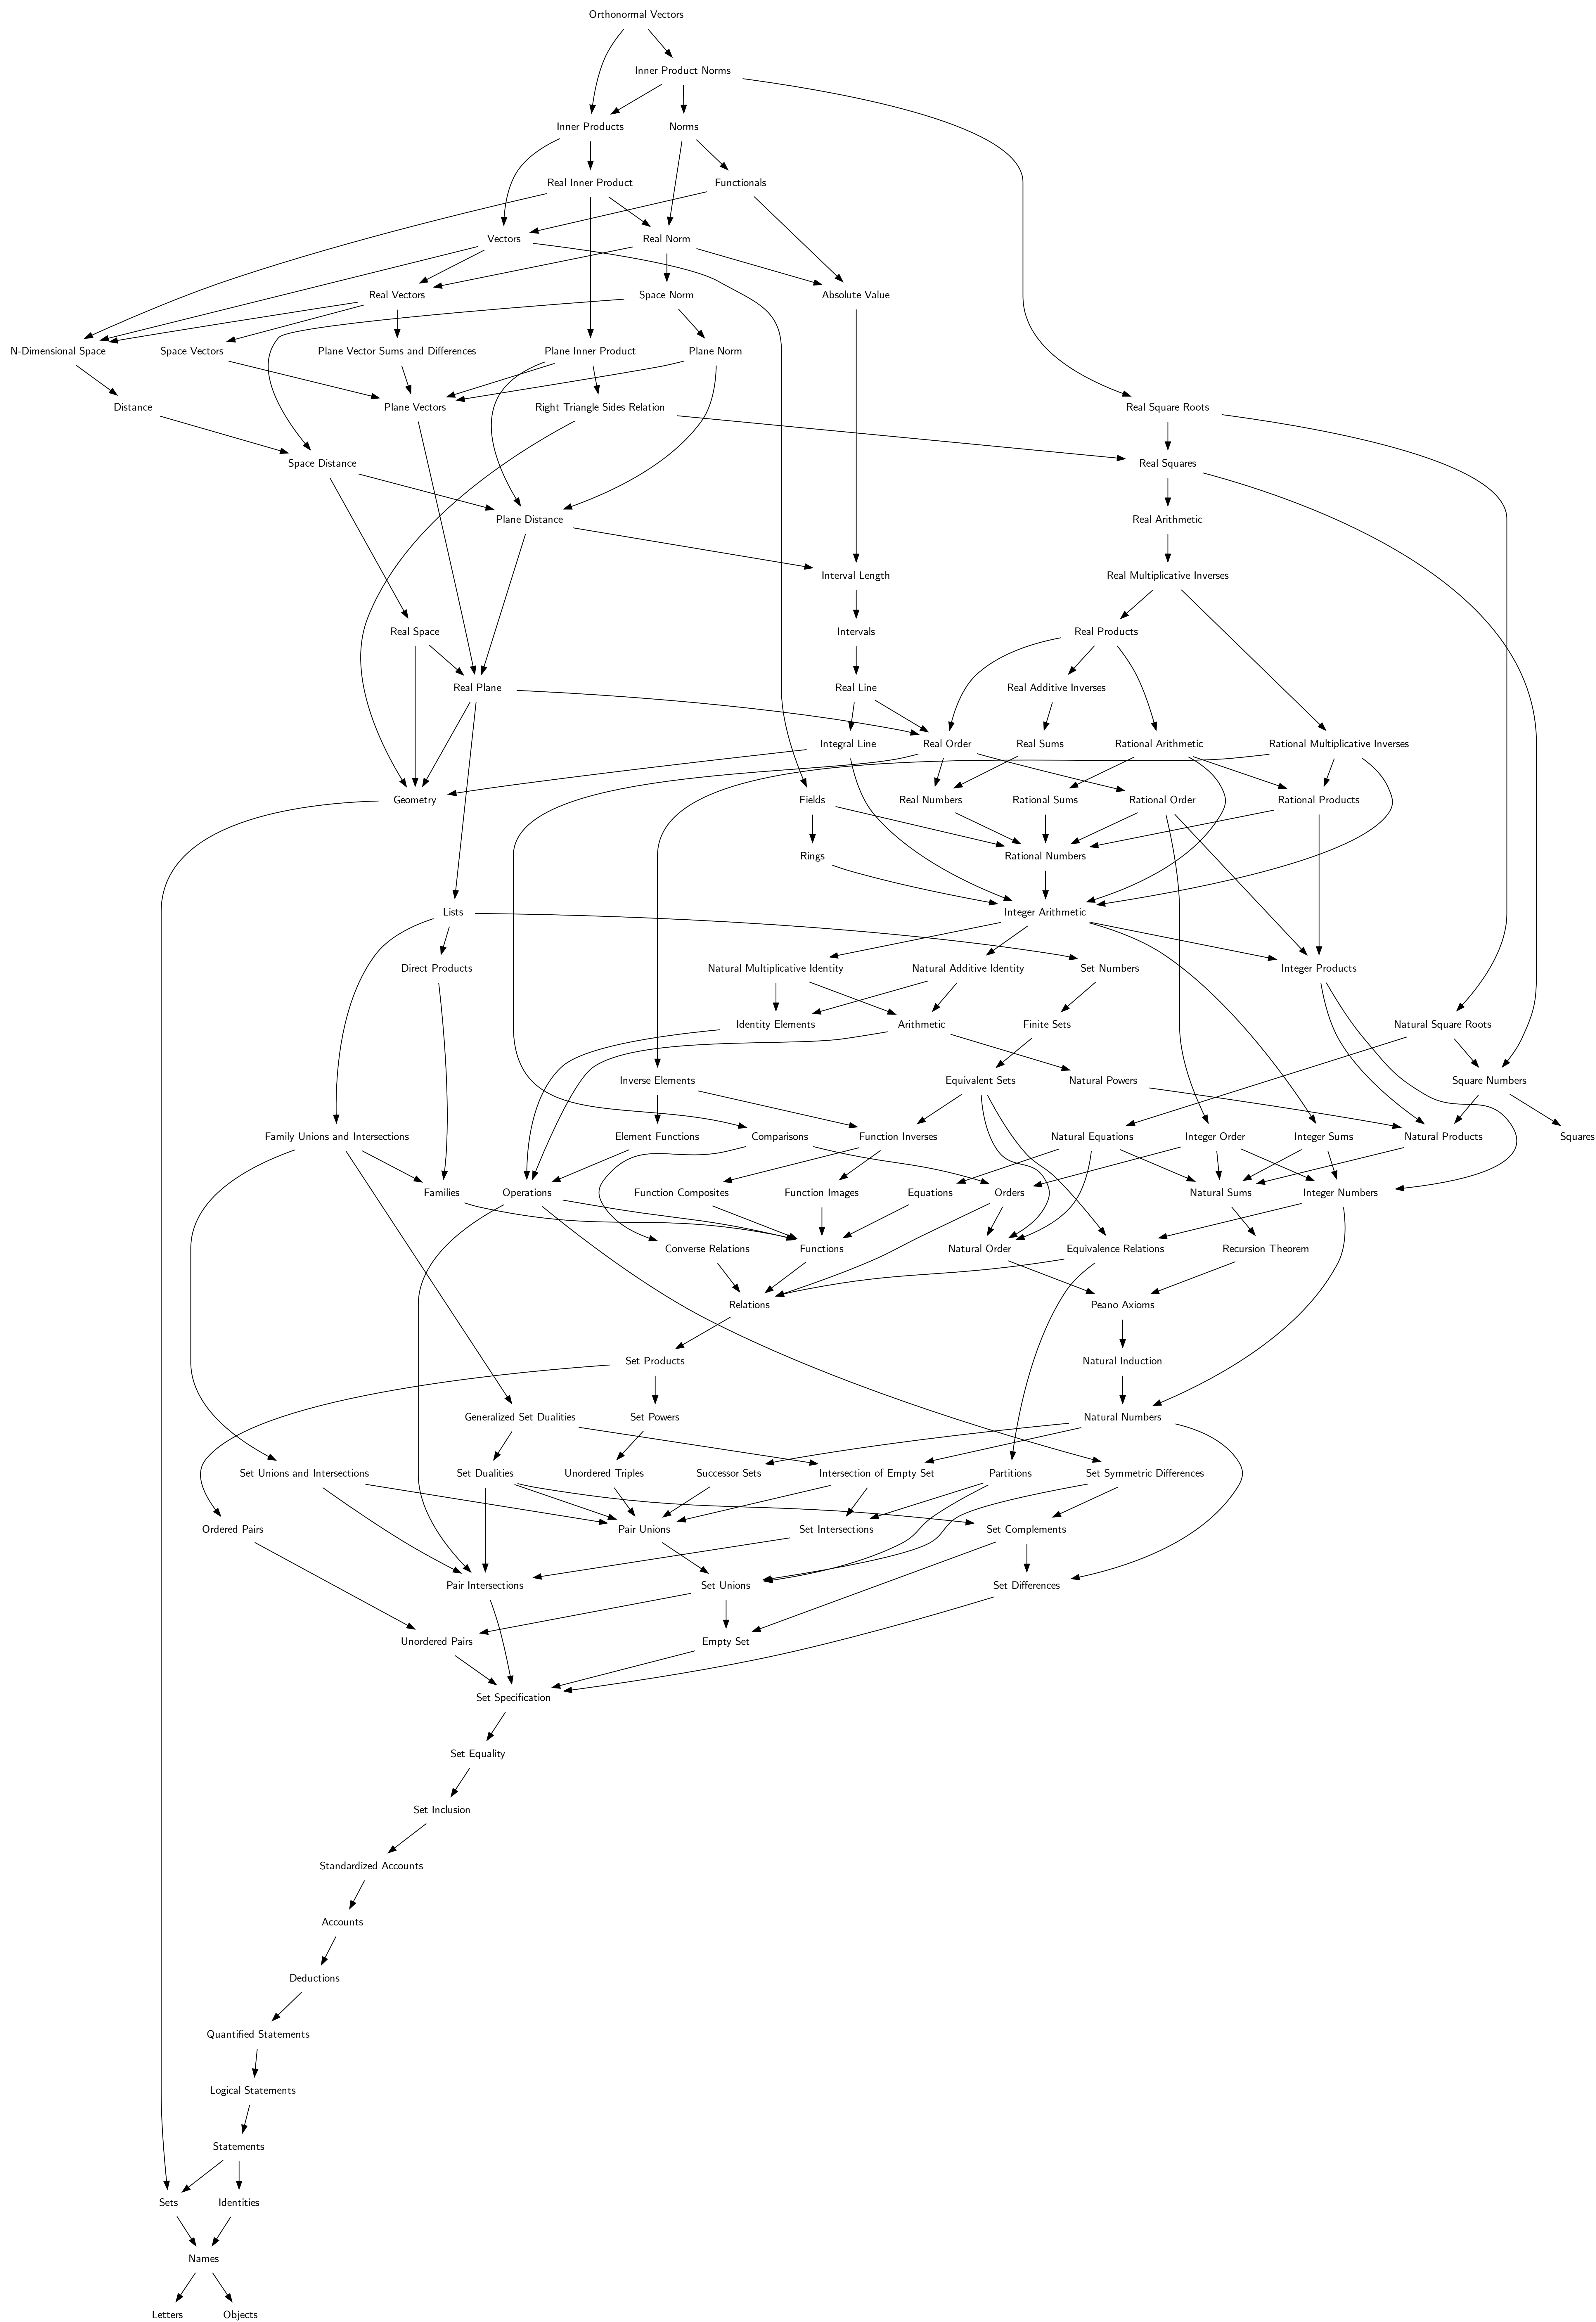 Orthonormal Vectors
Inner Product Norms
Inner Products
Norms
Real Inner Product
Functionals
Vectors
Real Norm
Real Vectors
Space Norm
Absolute Value
N-Dimensional Space
Space Vectors
Plane Vector Sums and Differences
Plane Inner Product
Plane Norm
Distance
Plane Vectors
Right Triangle Sides Relation
Real Square Roots
Space Distance
Real Squares
Plane Distance
Real Arithmetic
Interval Length
Real Multiplicative Inverses
Real Space
Intervals
Real Products
Real Plane
Real Line
Real Additive Inverses
Integral Line
Real Order
Real Sums
Rational Arithmetic
Rational Multiplicative Inverses
Geometry
Fields
Real Numbers
Rational Sums
Rational Order
Rational Products
Rings
Rational Numbers
Lists
Integer Arithmetic
Direct Products
Natural Multiplicative Identity
Natural Additive Identity
Set Numbers
Integer Products
Identity Elements
Arithmetic
Finite Sets
Natural Square Roots
Inverse Elements
Equivalent Sets
Natural Powers
Square Numbers
Family Unions and Intersections
Element Functions
Comparisons
Function Inverses
Natural Equations
Integer Order
Integer Sums
Natural Products
Squares
Families
Operations
Function Composites
Function Images
Equations
Orders
Natural Sums
Integer Numbers
Converse Relations
Functions
Natural Order
Equivalence Relations
Recursion Theorem
Relations
Peano Axioms
Set Products
Natural Induction
Generalized Set Dualities
Set Powers
Natural Numbers
Set Unions and Intersections
Set Dualities
Unordered Triples
Successor Sets
Intersection of Empty Set
Partitions
Set Symmetric Differences
Ordered Pairs
Pair Unions
Set Intersections
Set Complements
Pair Intersections
Set Unions
Set Differences
Unordered Pairs
Empty Set
Set Specification
Set Equality
Set Inclusion
Standardized Accounts
Accounts
Deductions
Quantified Statements
Logical Statements
Statements
Sets
Identities
Names
Letters
Objects